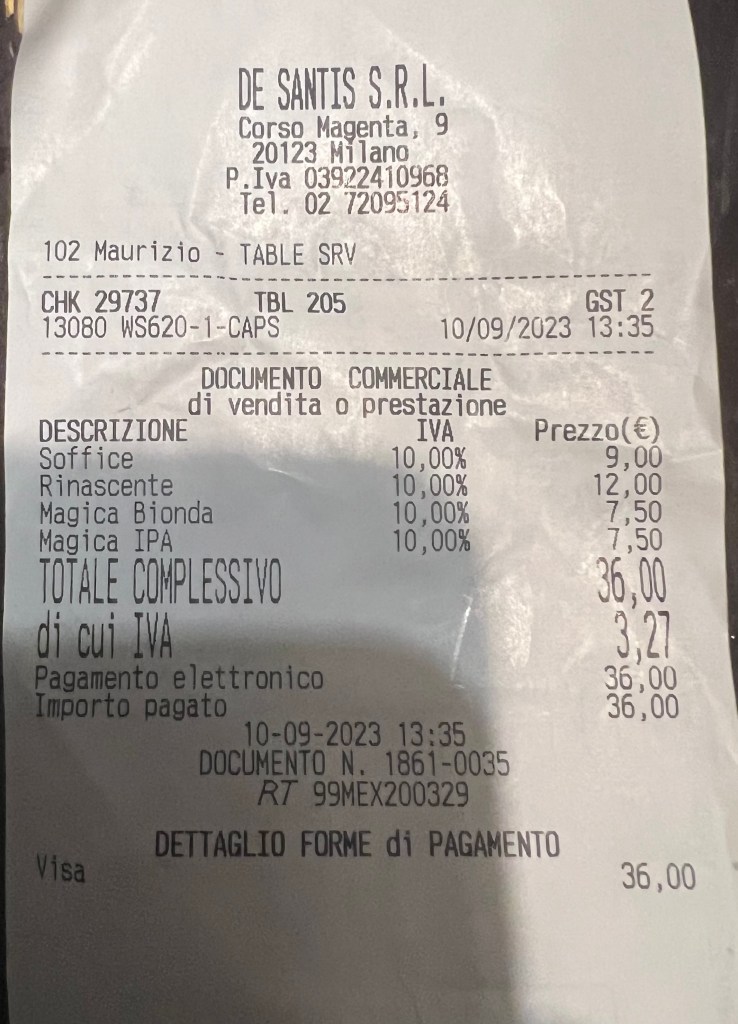 DE SANTIS S.R.L.
Corso Magenta, 9
20123 Milano
P.Iva 03922410968
Tel. 02 72095124
102 Maurizio - TABLE SRV
CHK 29737 TBL 205 GST 2
13080 WS620-1-CAPS 10/09/2023 13:35
DOCUMENTO COMMERCIALE
di vendita o prestazione
DESCRIZIONE IVA Prezzo(€)
Soffice 10,00% 9,00
Rinascente 10,00% 12,00
Magica Bionda 10,00% 7,50
Magica IPA 10,00% 7,50
TOTALE COMPLESSIVO 36,00
di cui IVA 3,27
Pagamento elettronico 36,00
Importo pagato 36,00
10-09-2023 13:35
DOCUMENTO N. 1861-0035
RT 99MEX200329
DETTAGLIO FORME di PAGAMENTO
Visa 36,00